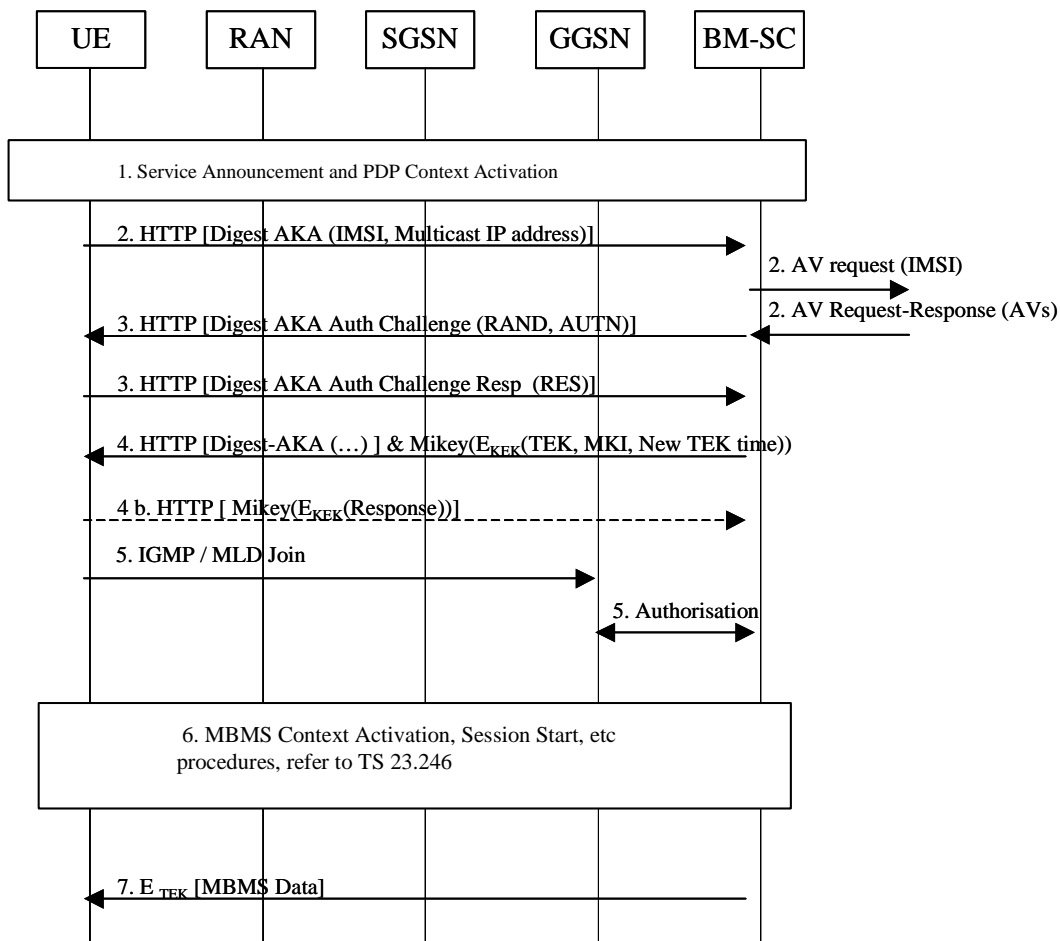 UE RAN SGSN GGSN BM-SC
1. Service Announcement and PDP Context Activation
2. HTTP [Digest AKA (IMSI, Multicast IP address)]
2. AV request (IMSI)
2. AV Request-Response (AVs)
3. HTTP [Digest AKA Auth Challenge (RAND, AUTN)]
3. HTTP [Digest AKA Auth Challenge Resp (RES)]
4. HTTP [Digest-AKA (…) ] & Mikey(EKEK(TEK, MKI, New TEK time))
4 b. HTTP [ Mikey(EKEK(Response))]
5. IGMP / MLD Join
5. Authorisation
6. MBMS Context Activation, Session Start, etc
procedures, refer to TS 23.246
7. E TEK [MBMS Data]